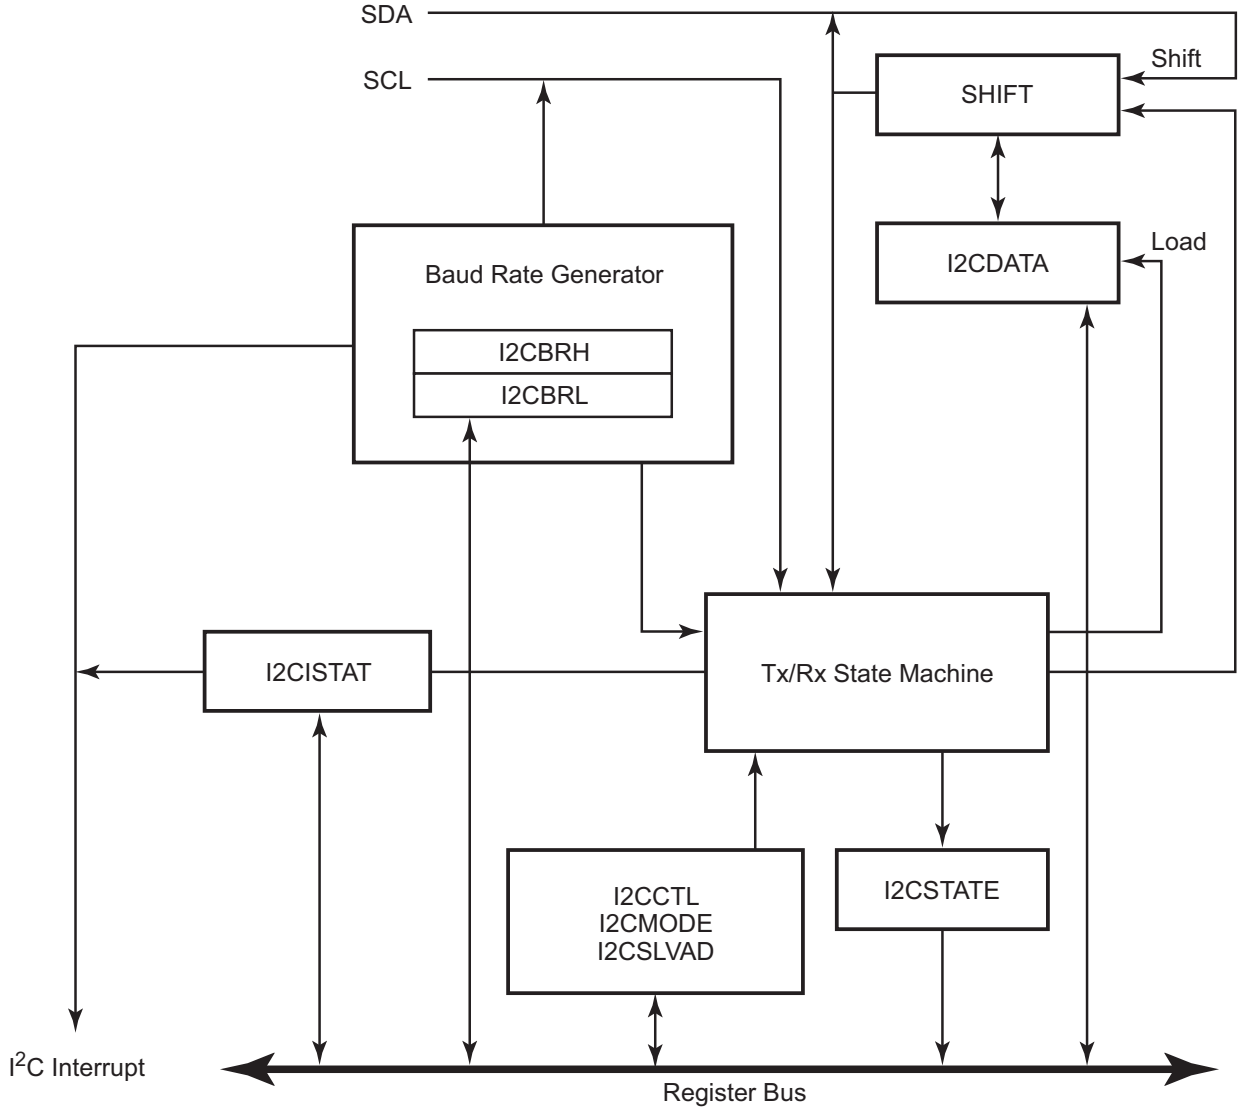 SDA
Shift
SCL
SHIFT
Load
I2CDATA
Baud Rate Generator
I2CBRH
I2CBRL
I2CISTAT
Tx/Rx State Machine
I2CCTL
I2CMODE
I2CSLVAD
I2CSTATE
I²C Interrupt
Register Bus